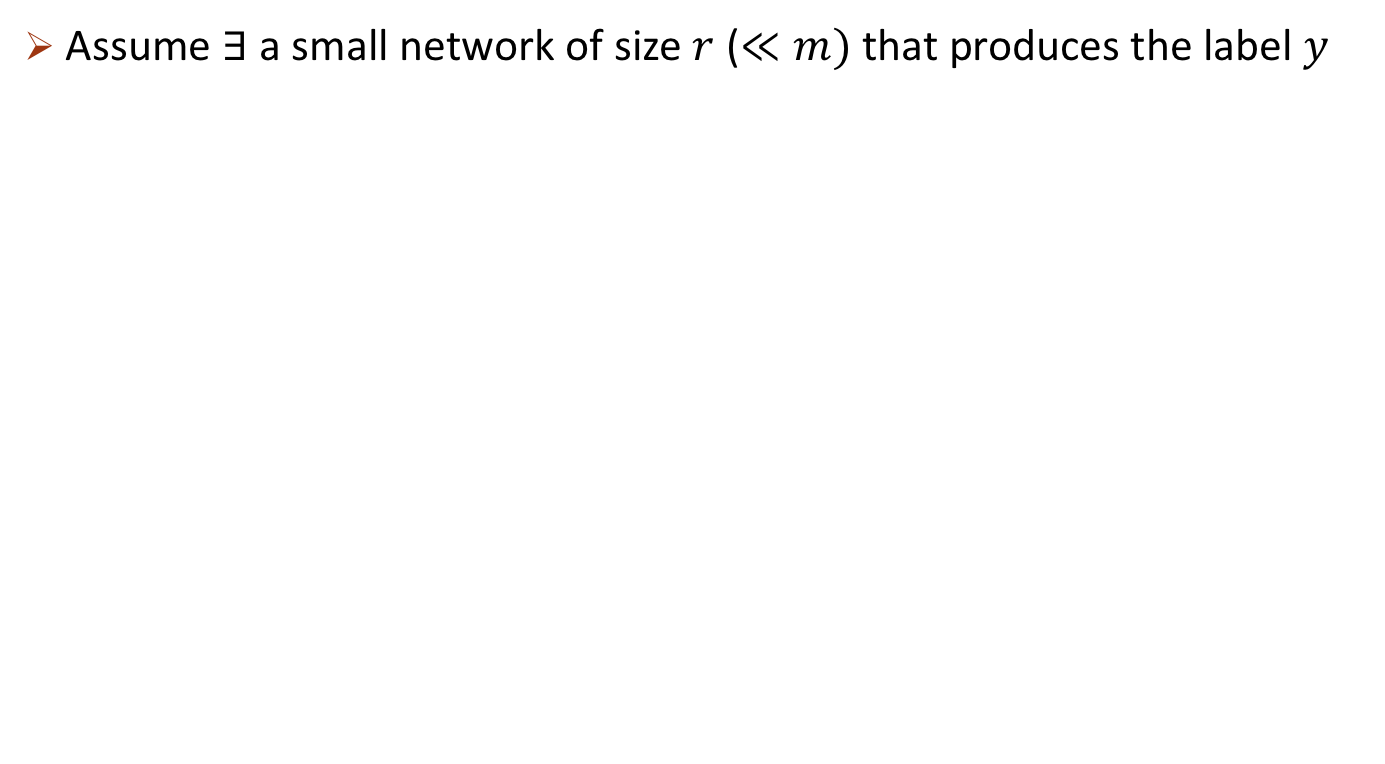 ➢ Assume ∃ a small network of size r (≪ m) that produces the label y